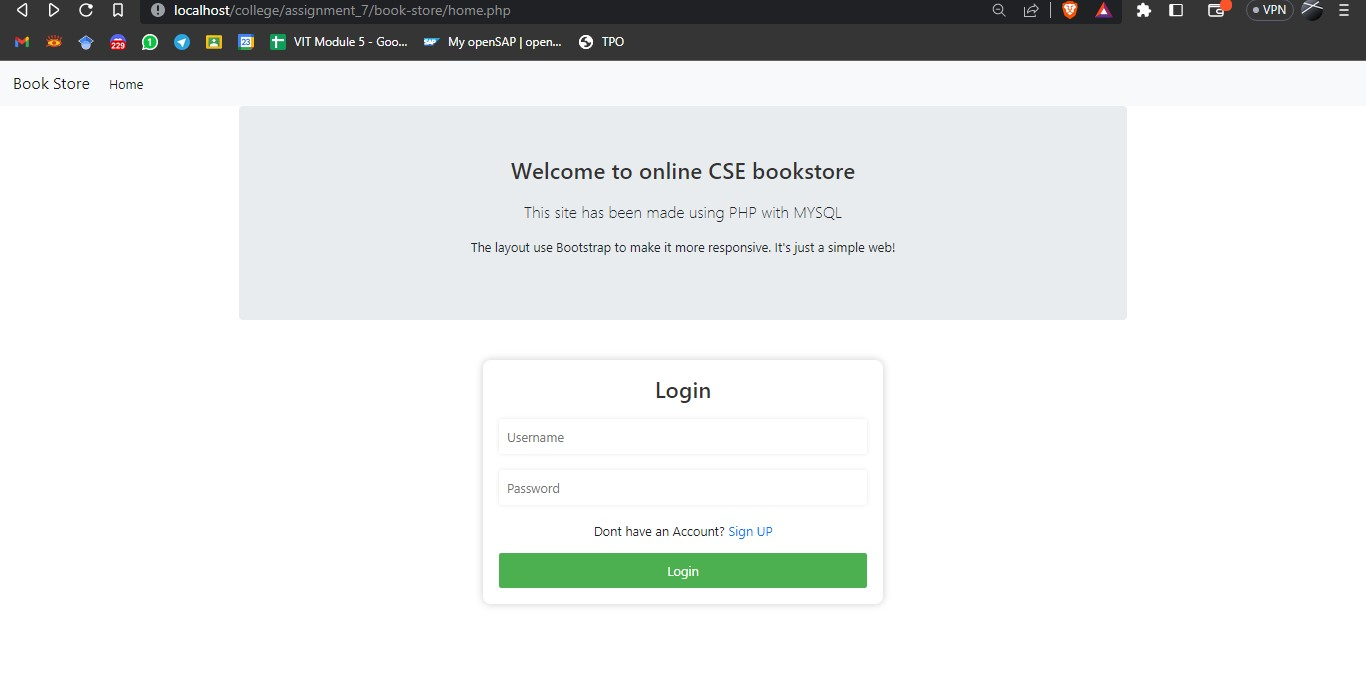 localhost/college/assignment_7/book-store/home.php
VPN
229
1
23
VIT Module 5 - Goo...
SAP
My openSAP | open...
TPO
Book Store
Home
Welcome to online CSE bookstore
This site has been made using PHP with MYSQL
The layout use Bootstrap to make it more responsive. It's just a simple web!
Login
Username
Password
Dont have an Account? Sign UP
Login